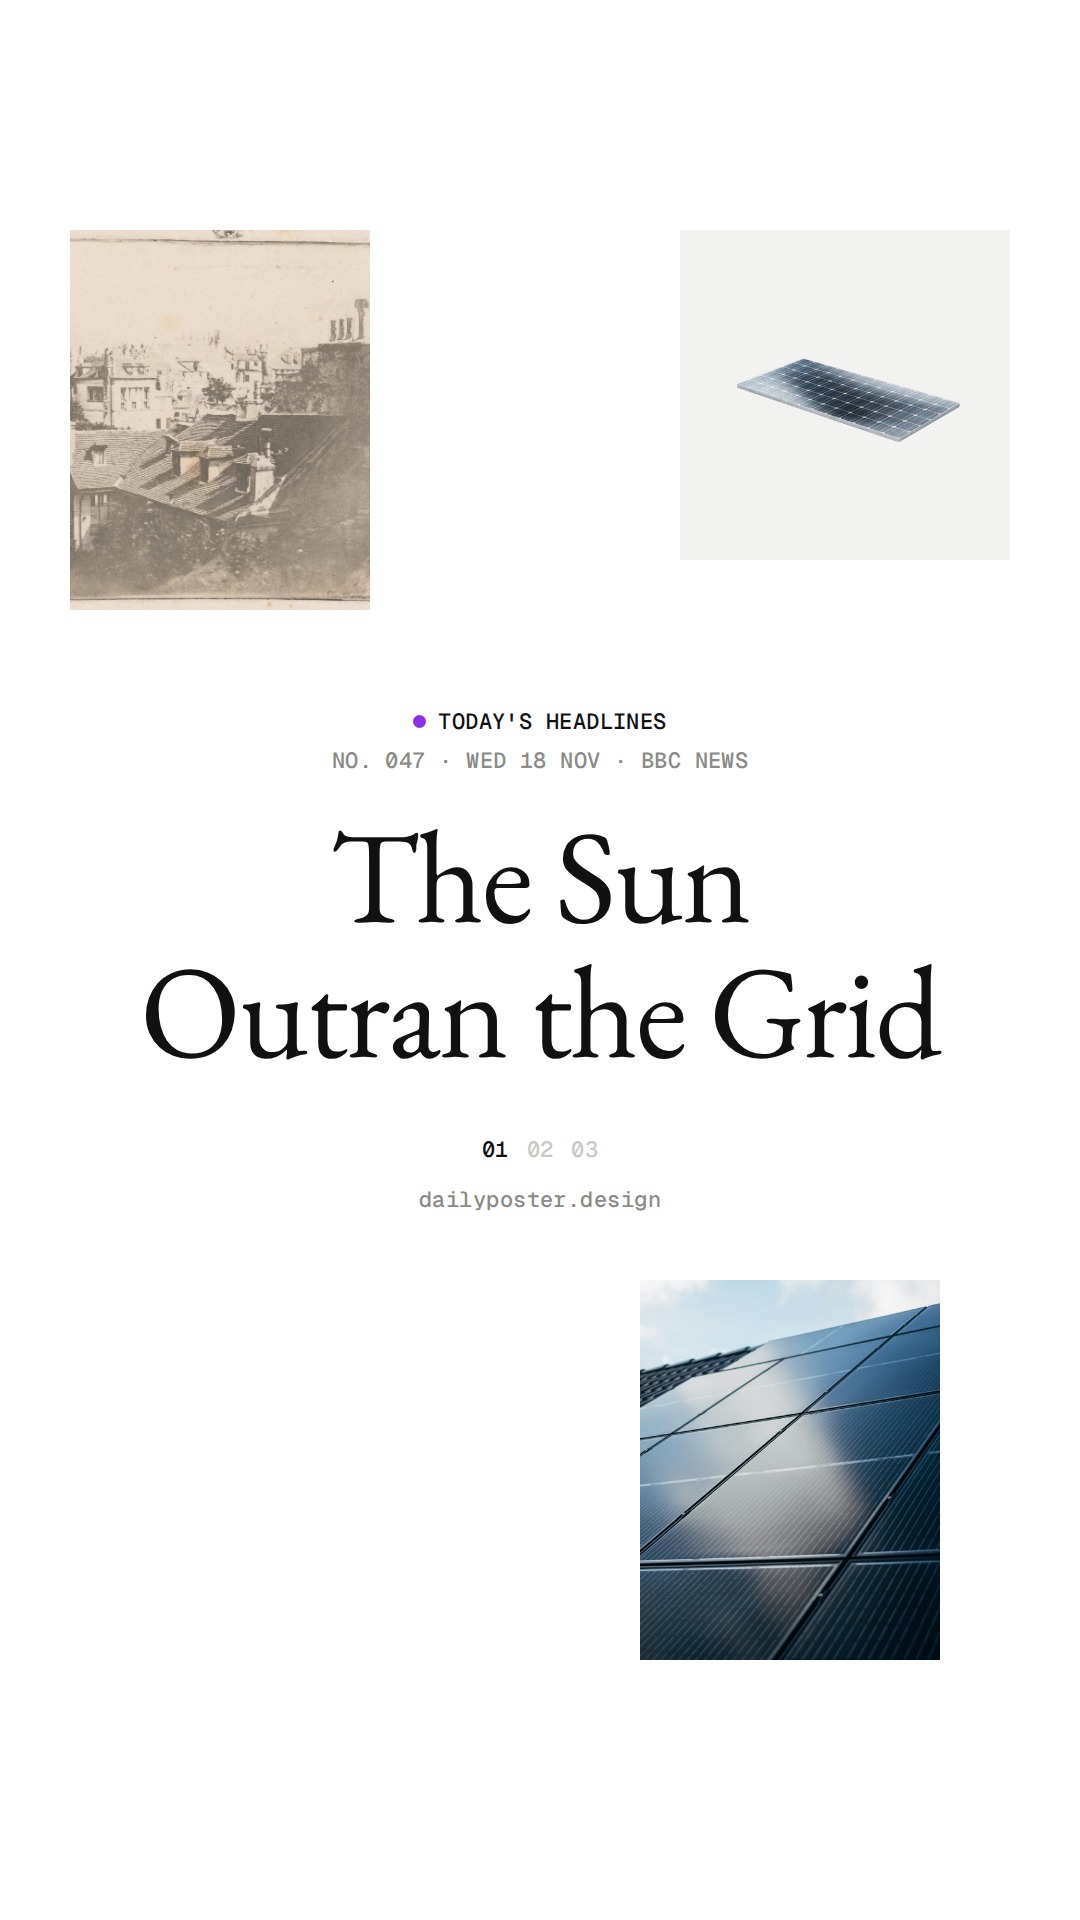 TODAY'S HEADLINES
NO. 047 · WED 18 NOV · BBC NEWS
The Sun
Outran the Grid
01 02 03
dailyposter.design